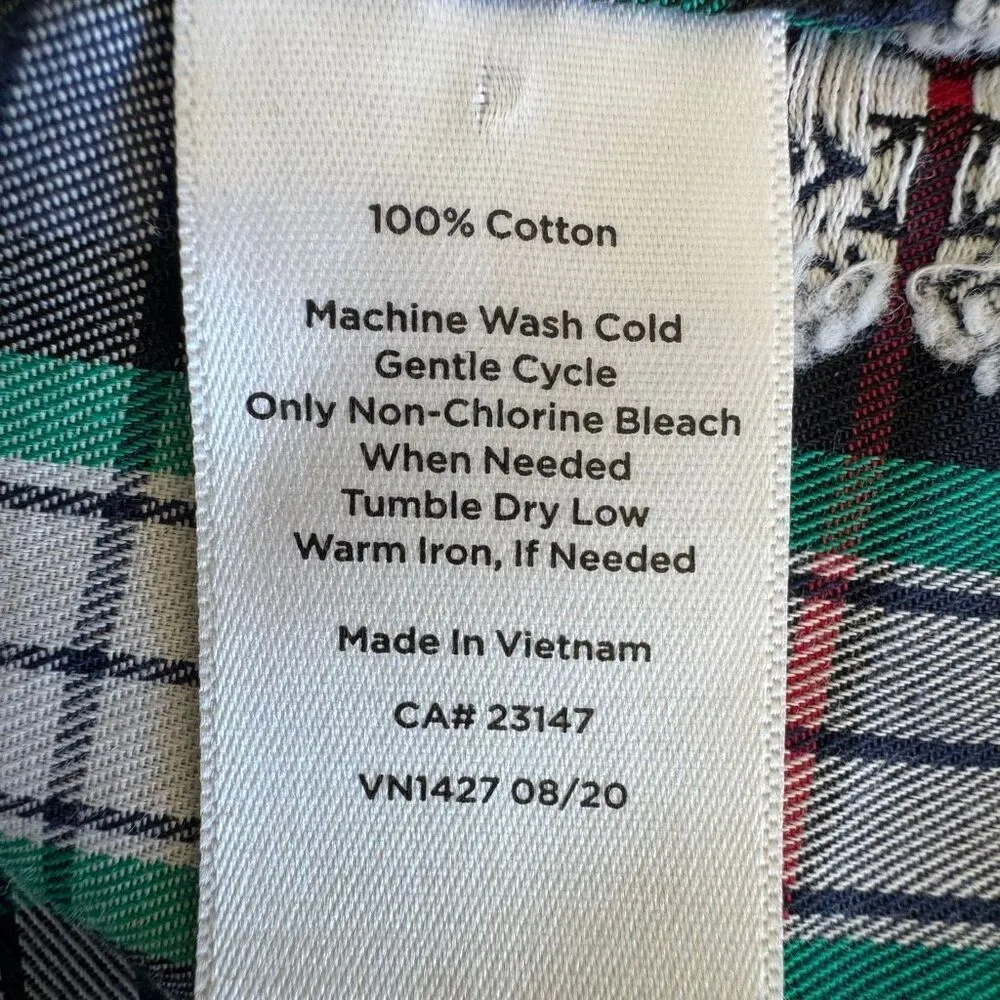 100% Cotton
Machine Wash Cold
Gentle Cycle
Only Non-Chlorine Bleach
When Needed
Tumble Dry Low
Warm Iron, If Needed
Made In Vietnam
CA# 23147
VN1427 08/20